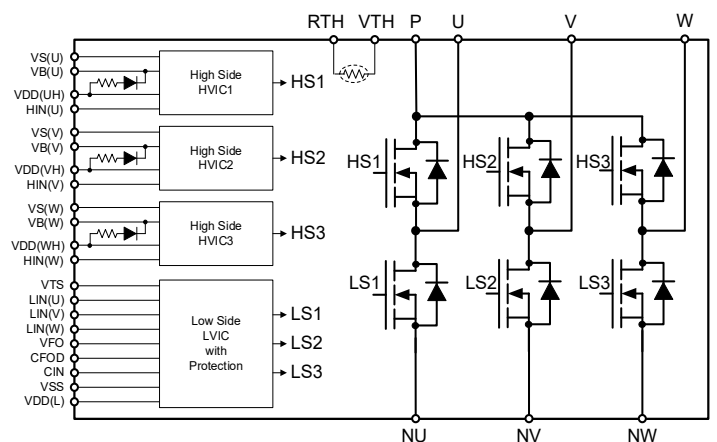 RTH VTH P U V W
VS(U)
VB(U)
VDD(UH)
HIN(U)
High Side
HVIC1
HS1
VS(V)
VB(V)
VDD(VH)
HIN(V)
High Side
HVIC2
HS2
VS(W)
VB(W)
VDD(WH)
HIN(W)
High Side
HVIC3
HS3
VTS
LIN(U)
LIN(V)
LIN(W)
VFO
CFOD
CIN
VSS
VDD(L)
Low Side
LVIC
with
Protection
LS1
LS2
LS3
HS1 HS2 HS3
LS1 LS2 LS3
NU NV NW